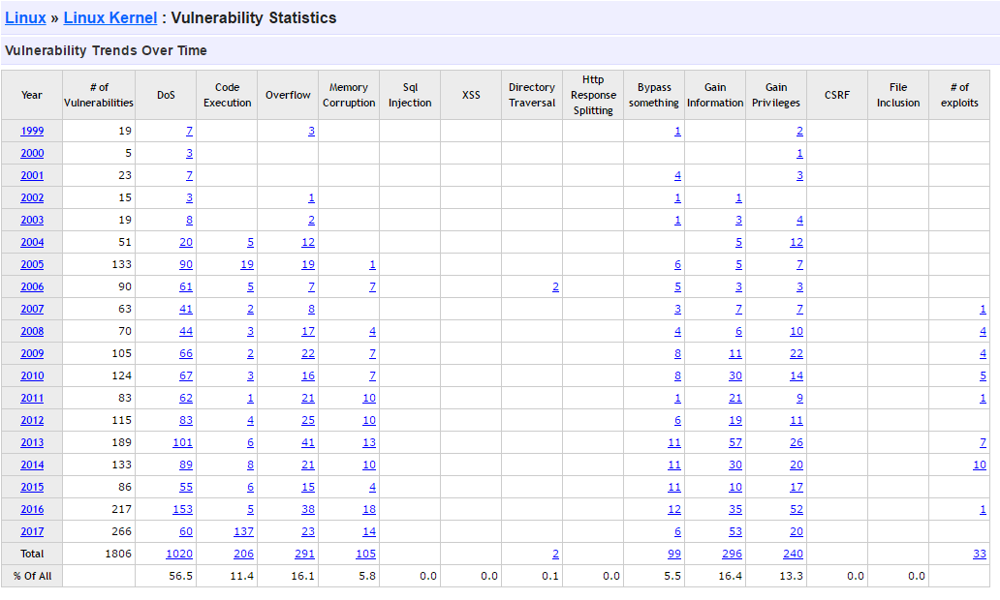 Linux » Linux Kernel : Vulnerability Statistics
Vulnerability Trends Over Time
Year # of Vulnerabilities DoS Code Execution Overflow Memory Corruption Sql Injection XSS Directory Traversal Http Response Splitting Bypass something Gain Information Gain Privileges CSRF File Inclusion # of exploits
1999 19 7 3 1 2
2000 5 3 1
2001 23 7 4 3
2002 15 3 1 1 1
2003 19 8 2 1 3 4
2004 51 20 5 12 5 12
2005 133 90 19 19 1 6 5 7
2006 90 61 5 7 7 2 5 3 3
2007 63 41 2 8 3 7 7 1
2008 70 44 3 17 4 4 6 10 4
2009 105 66 2 22 7 8 11 22 4
2010 124 67 3 16 7 8 30 14 5
2011 83 62 1 21 10 1 21 9 1
2012 115 83 4 25 10 6 19 11
2013 189 101 6 41 13 11 57 26 7
2014 133 89 8 21 10 11 30 20 10
2015 86 55 6 15 4 11 10 17
2016 217 153 5 38 18 12 35 52 1
2017 266 60 137 23 14 6 53 20
Total 1806 1020 206 291 105 2 99 296 240 33
% Of All 56.5 11.4 16.1 5.8 0.0 0.0 0.1 0.0 5.5 16.4 13.3 0.0 0.0